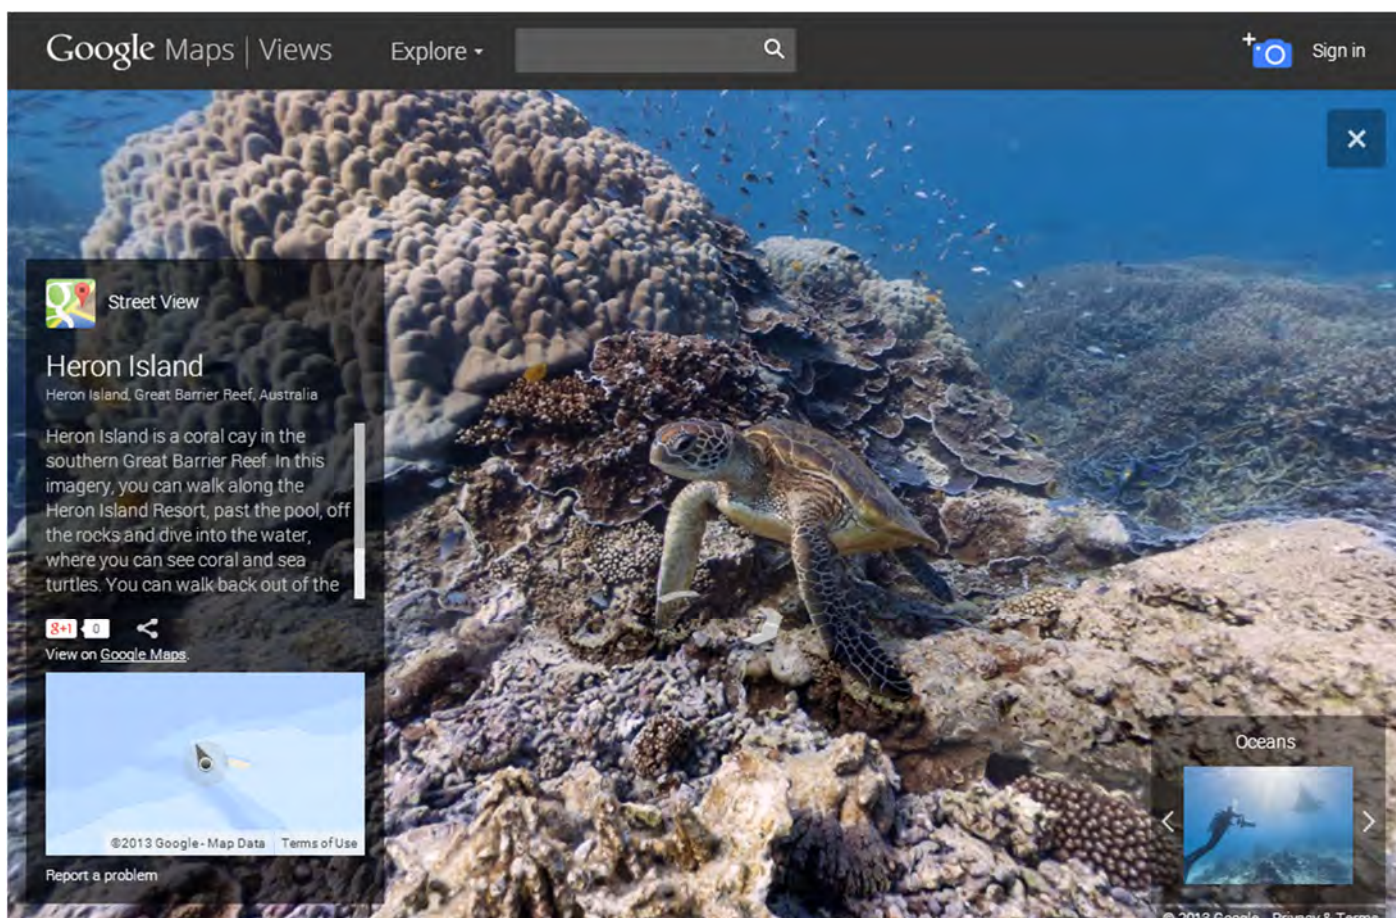 Google Maps | Views
Explore
Sign in
Street View
Heron Island
Heron Island, Great Barrier Reef, Australia
Heron Island is a coral cay in the
southern Great Barrier Reef. In this
imagery, you can walk along the
Heron Island Resort, past the pool, off
the rocks and dive into the water,
where you can see coral and sea
turtles. You can walk back out of the
g+1 0
View on Google Maps.
©2013 Google - Map Data Terms of Use
Report a problem
Oceans
© 2013 Google - Privacy & Terms